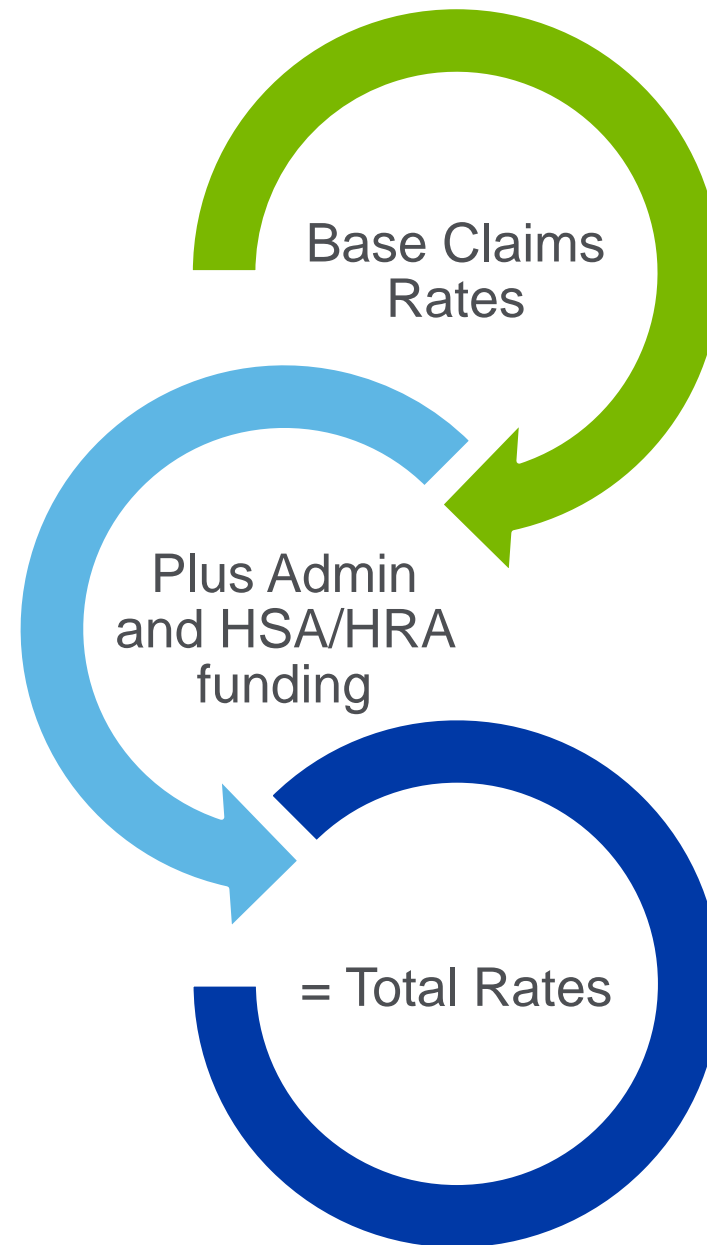 Base Claims
Rates
Plus Admin
and HSA/HRA
funding
= Total Rates